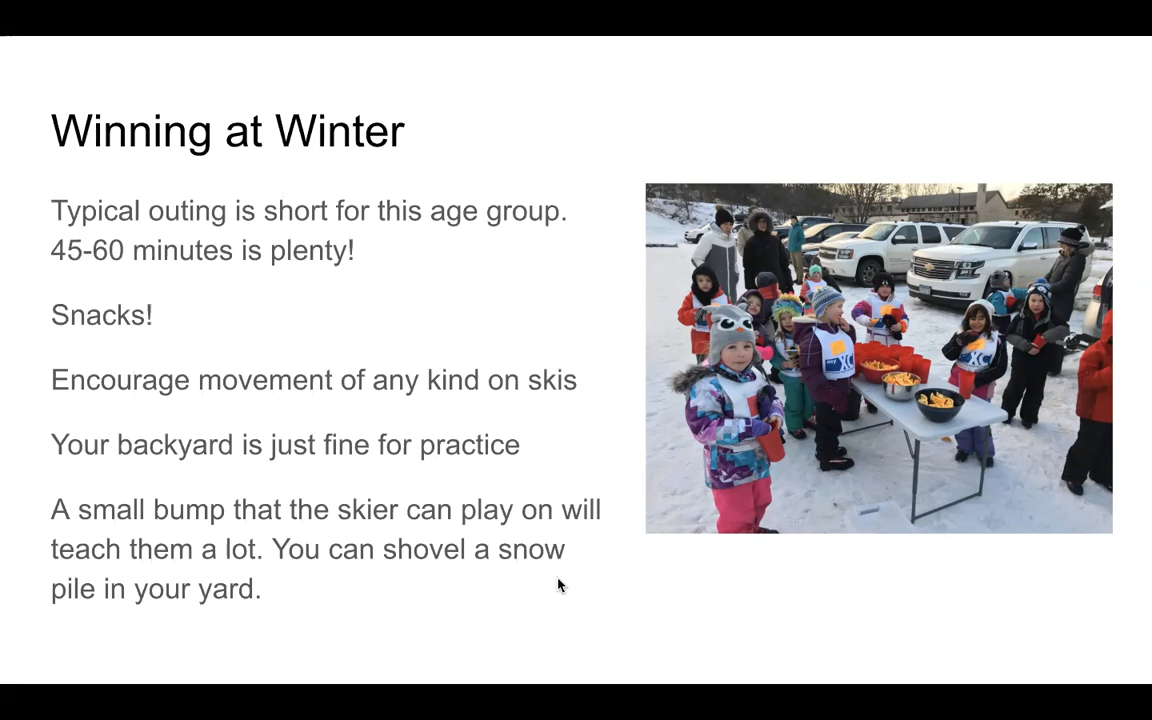 Winning at Winter
Typical outing is short for this age group.
45-60 minutes is plenty!
Snacks!
Encourage movement of any kind on skis
Your backyard is just fine for practice
A small bump that the skier can play on will
teach them a lot. You can shovel a snow
pile in your yard.
XC
XC